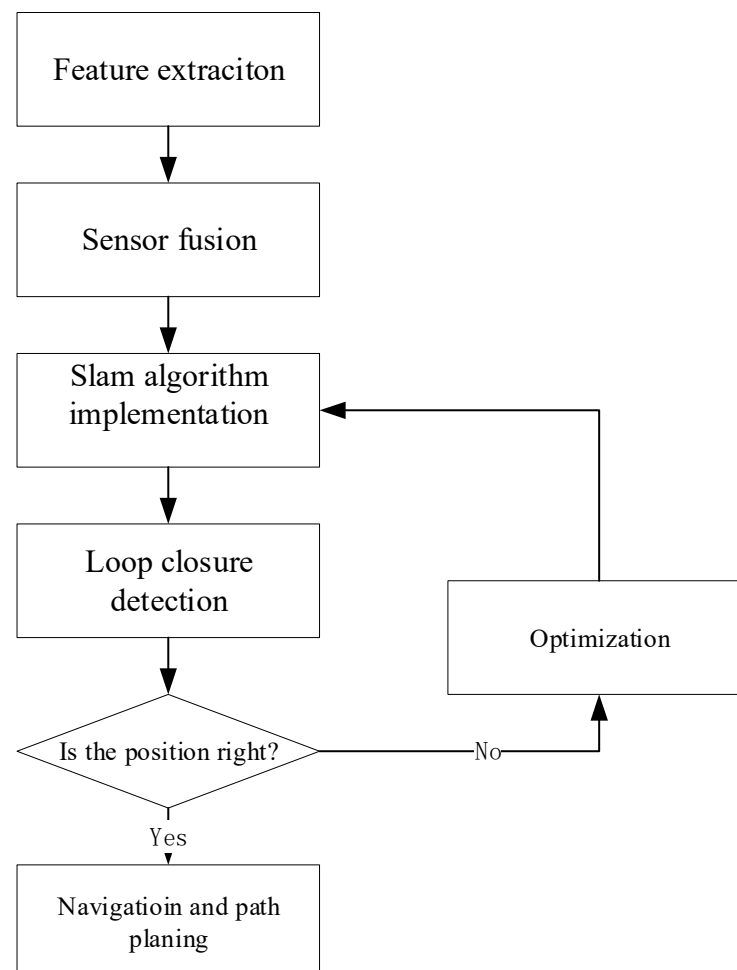 Feature extraciton
Sensor fusion
Slam algorithm
implementation
Loop closure
detection
Optimization
Is the position right?
No
Yes
Navigatioin and path
planing